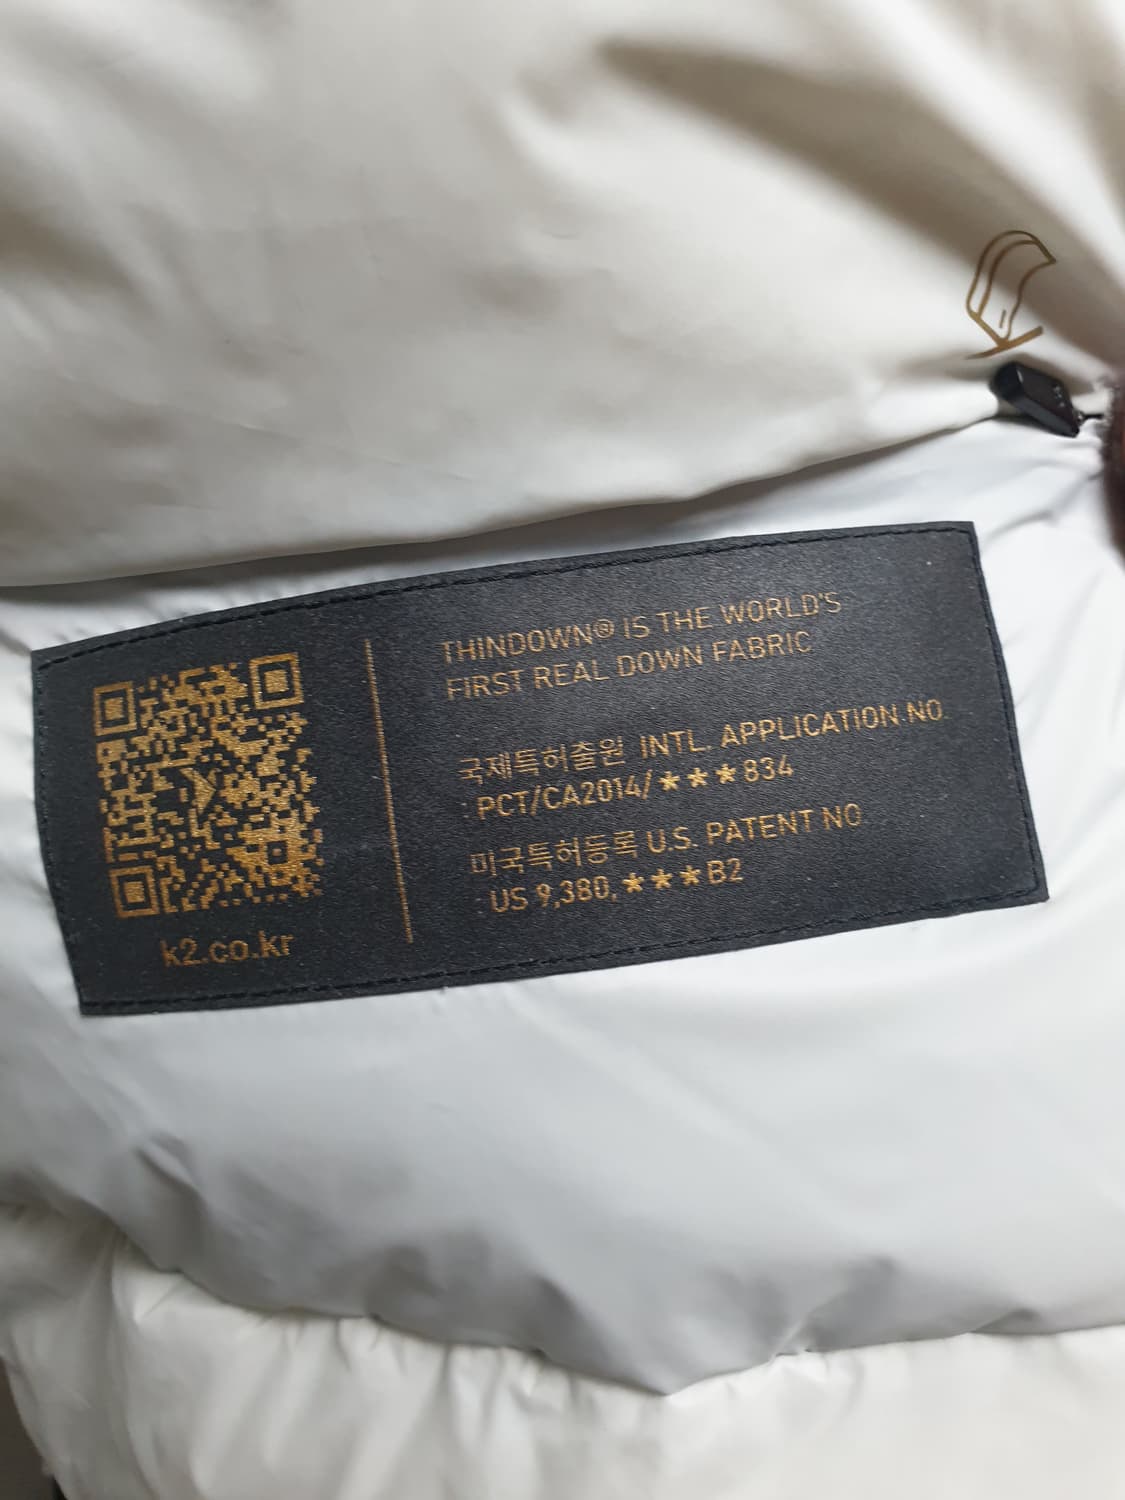 THINDOWN® IS THE WORLD'S
FIRST REAL DOWN FABRIC
국제특허출원 INTL. APPLICATION NO.
: PCT/CA2014/★★★834
미국특허등록 U.S. PATENT NO
: US 9,380,★★★B2
k2.co.kr